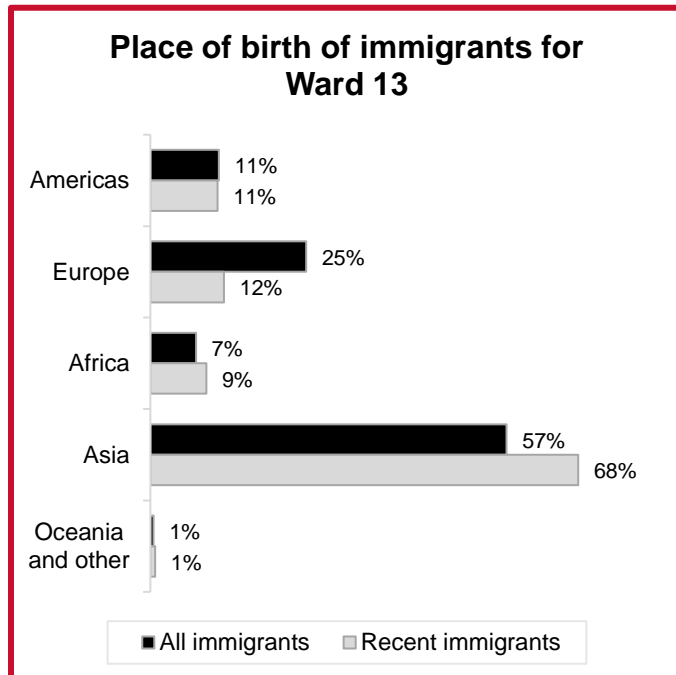 Place of birth of immigrants for
Ward 13
Americas
11%
11%
Europe
25%
12%
Africa
7%
9%
Asia
57%
68%
Oceania
and other
1%
1%
All immigrants
Recent immigrants